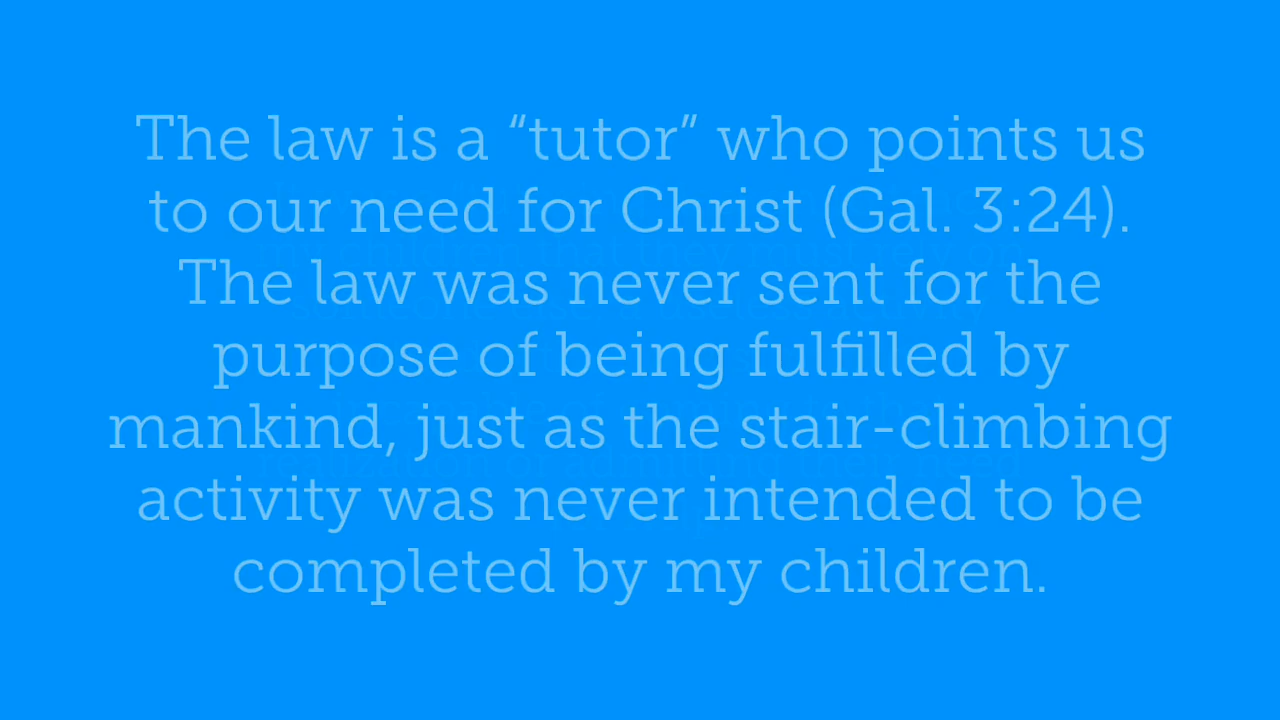 The law is a “tutor” who points us
to our need for Christ (Gal. 3:24).
The law was never sent for the
purpose of being fulfilled by
mankind, just as the stair-climbing
activity was never intended to be
completed by my children.